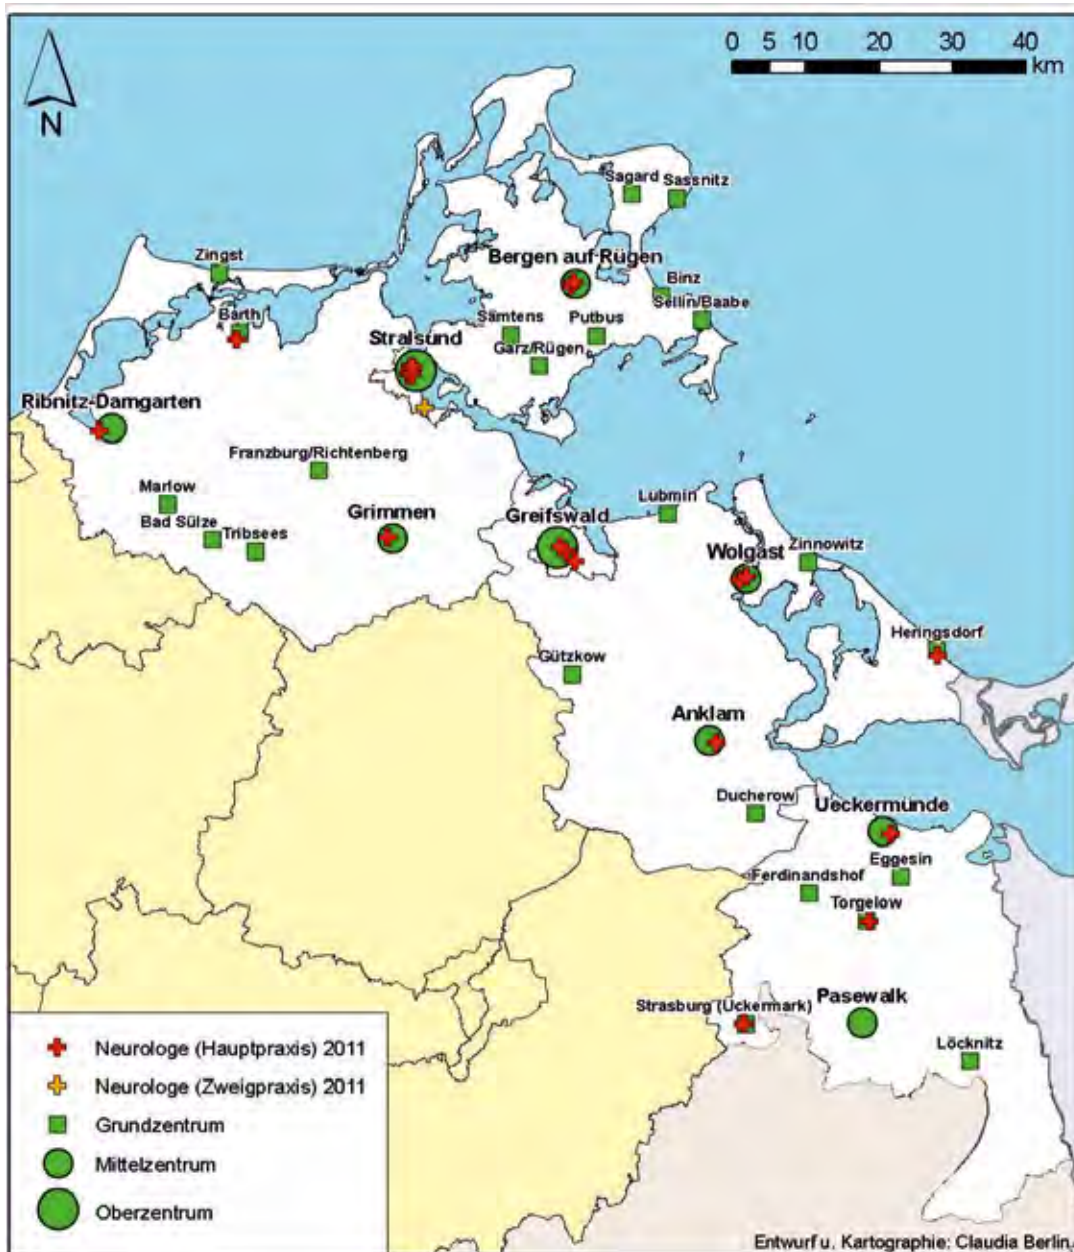 0 5 10 20 30 40
km
N
Sagard
Sassnitz
Zingst
Bergen auf Rügen
Binz
Sellin/Baabe
Barth
Samtens
Putbus
Stralsund
Garz/Rügen
Ribnitz-Damgarten
Franzburg/Richtenberg
Marlow
Lubmin
Bad Sülze
Tribsees
Grimmen
Greifswald
Wolgast
Zinnowitz
Heringsdorf
Gützkow
Anklam
Ducherow
Ueckermünde
Eggesin
Ferdinandshof
Torgelow
Strasburg (Uckermark)
Pasewalk
Löcknitz
Neurologe (Hauptpraxis) 2011
Neurologe (Zweigpraxis) 2011
Grundzentrum
Mittelzentrum
Oberzentrum
Entwurf u. Kartographie: Claudia Berlin.